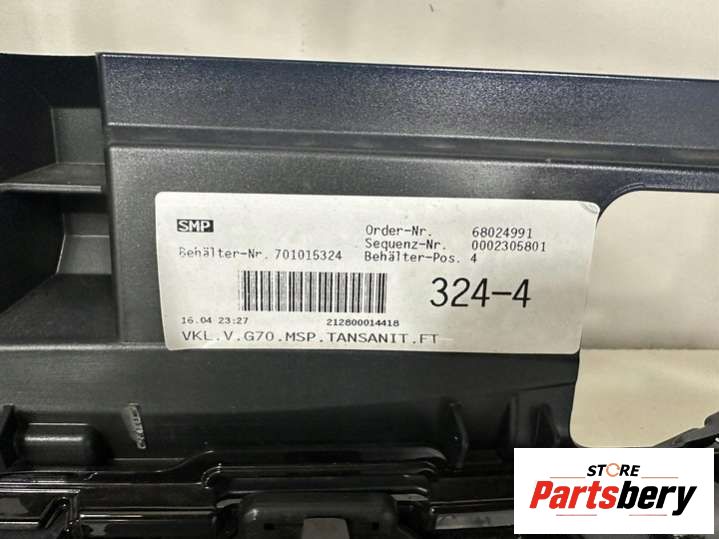 SMP
Order-Nr. 68024991
Sequenz-Nr. 0002305801
Behälter-Nr. 701015324 Behälter-Pos. 4
324-4
16.04 23:27 212800014418
VKL.V.G70.MSP.TANSANIT.FT
STORE
Partsbery